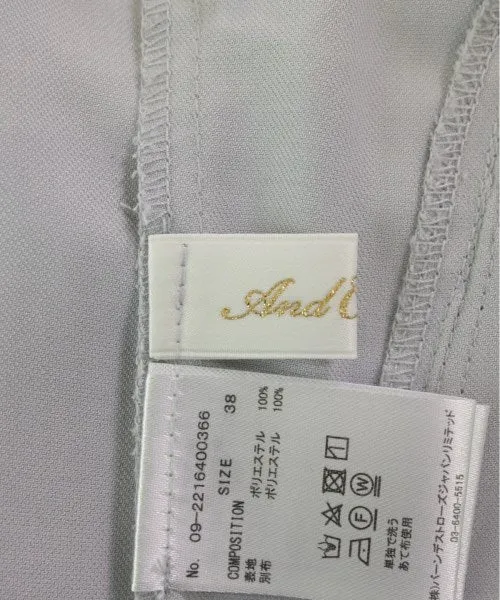 And C
No. 09-2216400366
SIZE 38
COMPOSITION
表地 ポリエステル 100%
別布 ポリエステル 100%
単独で洗う
あて布使用
(株)バーンデストローズジャパンリミテッド
03-6400-5515